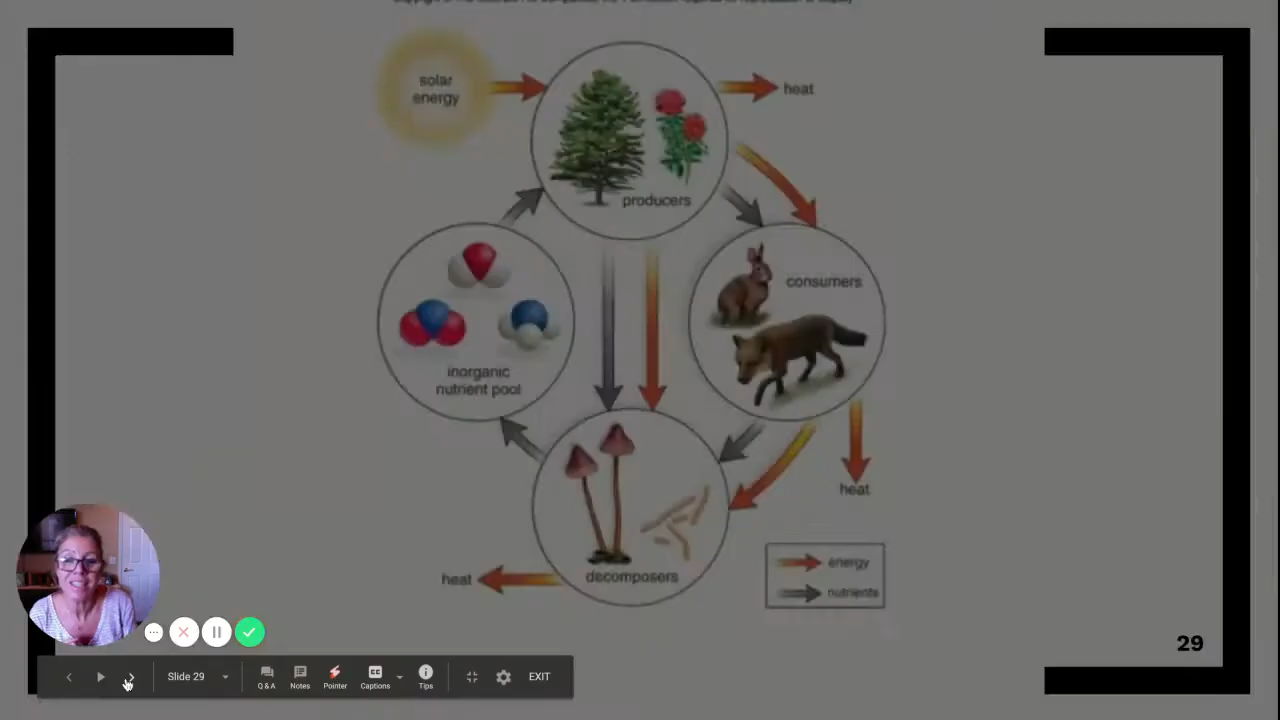 solar
energy
heat
producers
consumers
inorganic
nutrient pool
heat
decomposers
heat
energy
nutrients
29
Slide 29
Q & A
Notes
Pointer
CC
Captions
Tips
EXIT